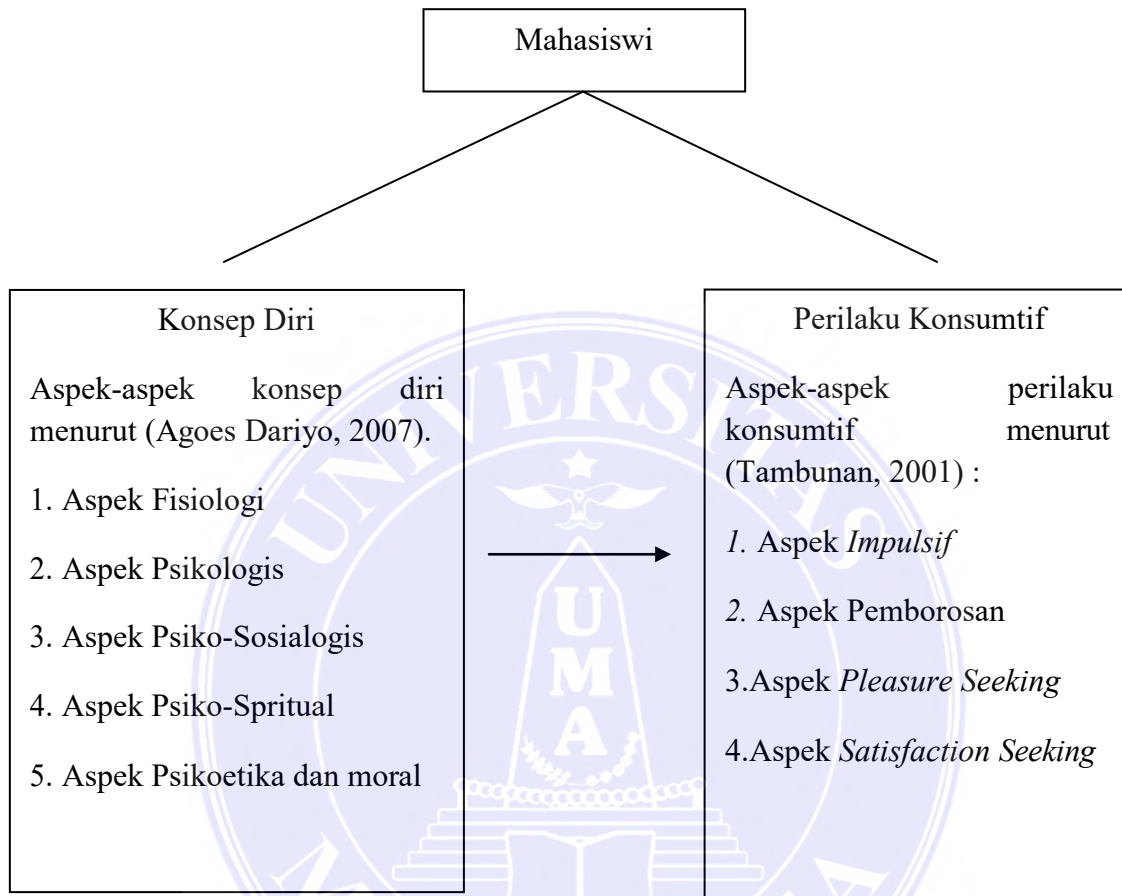 Mahasiswi
Konsep Diri
Aspek-aspek konsep diri
menurut (Agoes Dariyo, 2007).
1. Aspek Fisiologi
2. Aspek Psikologis
3. Aspek Psiko-Sosialogis
4. Aspek Psiko-Spritual
5. Aspek Psikoetika dan moral
Perilaku Konsumtif
Aspek-aspek perilaku
konsumtif menurut
(Tambunan, 2001) :
1. Aspek Impulsif
2. Aspek Pemborosan
3.Aspek Pleasure Seeking
4.Aspek Satisfaction Seeking
UNIVERSITAS
U
M
A